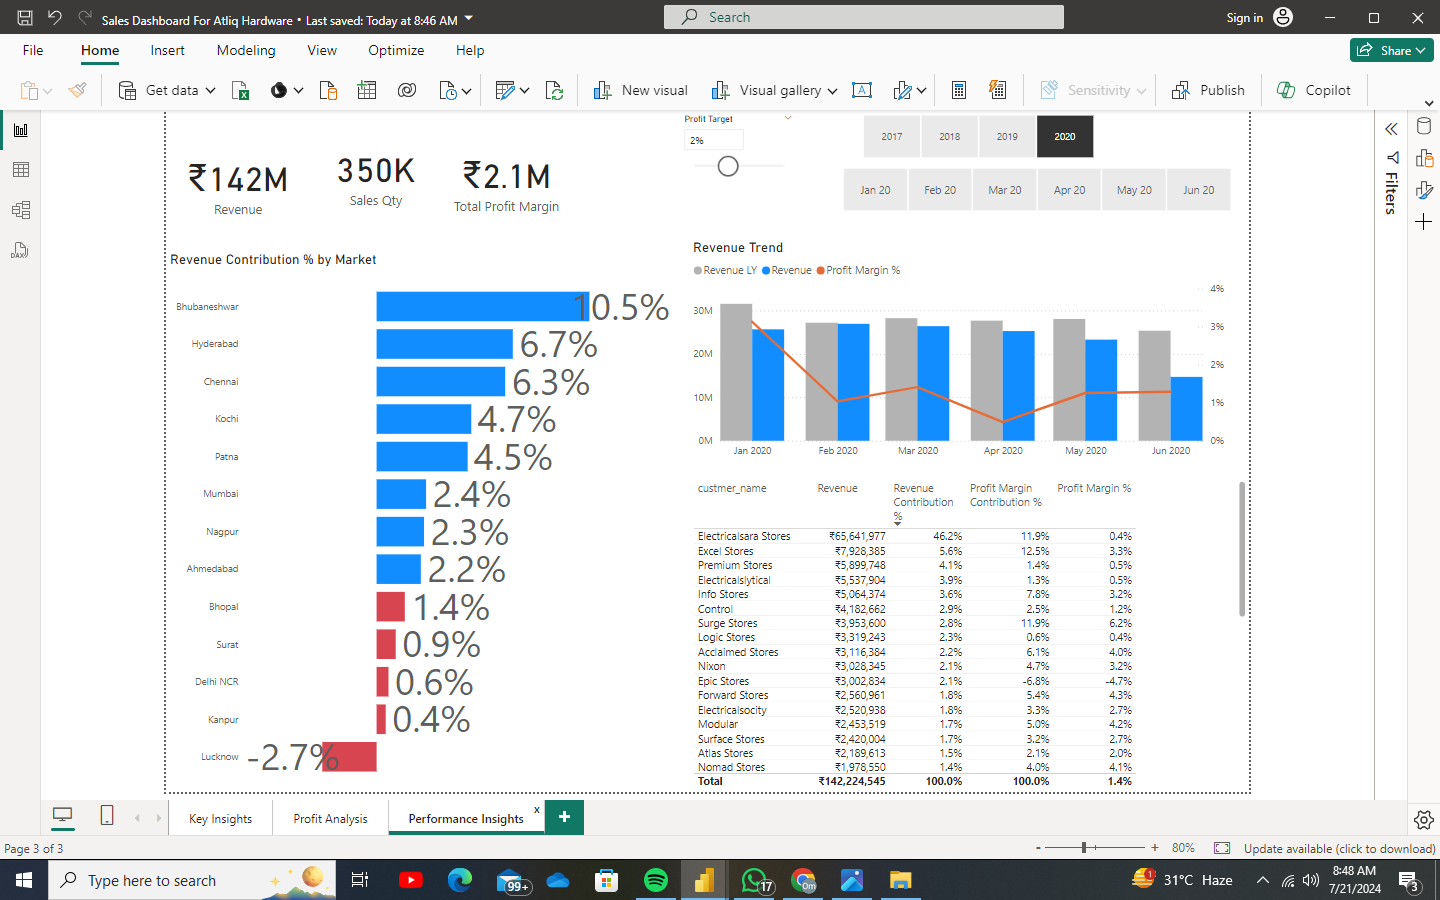 Sales Dashboard For Atliq Hardware • Last saved: Today at 8:46 AM
Search
Sign in
File Home Insert Modeling View Optimize Help
Share
Get data
New visual
Visual gallery
Sensitivity
Publish
Copilot
₹142M
Revenue
350K
Sales Qty
₹2.1M
Total Profit Margin
Profit Target
2%
2017 2018 2019 2020
Jan 20 Feb 20 Mar 20 Apr 20 May 20 Jun 20
Filters
Revenue Contribution % by Market
Bhubaneshwar 10.5%
Hyderabad 6.7%
Chennai 6.3%
Kochi 4.7%
Patna 4.5%
Mumbai 2.4%
Nagpur 2.3%
Ahmedabad 2.2%
Bhopal 1.4%
Surat 0.9%
Delhi NCR 0.6%
Kanpur 0.4%
Lucknow -2.7%
Revenue Trend
Revenue LY Revenue Profit Margin %
30M
20M
10M
0M
4%
3%
2%
1%
0%
Jan 2020 Feb 2020 Mar 2020 Apr 2020 May 2020 Jun 2020
custmer_name Revenue Revenue Contribution % Profit Margin Contribution % Profit Margin %
Electricalsara Stores ₹65,641,977 46.2% 11.9% 0.4%
Excel Stores ₹7,928,385 5.6% 12.5% 3.3%
Premium Stores ₹5,899,748 4.1% 1.4% 0.5%
Electricalslytical ₹5,537,904 3.9% 1.3% 0.5%
Info Stores ₹5,064,374 3.6% 7.8% 3.2%
Control ₹4,182,662 2.9% 2.5% 1.2%
Surge Stores ₹3,953,600 2.8% 11.9% 6.2%
Logic Stores ₹3,319,243 2.3% 0.6% 0.4%
Acclaimed Stores ₹3,116,384 2.2% 6.1% 4.0%
Nixon ₹3,028,345 2.1% 4.7% 3.2%
Epic Stores ₹3,002,834 2.1% -6.8% -4.7%
Forward Stores ₹2,560,961 1.8% 5.4% 4.3%
Electricalsocity ₹2,520,938 1.8% 3.3% 2.7%
Modular ₹2,453,519 1.7% 5.0% 4.2%
Surface Stores ₹2,420,004 1.7% 3.2% 2.7%
Atlas Stores ₹2,189,613 1.5% 2.1% 2.0%
Nomad Stores ₹1,978,550 1.4% 4.0% 4.1%
Total ₹142,224,545 100.0% 100.0% 1.4%
Key Insights
Profit Analysis
Performance Insights
x
+
Page 3 of 3
- + 80%
Update available (click to download)
Type here to search
99+
17
Om
1
31°C Haze
8:48 AM
7/21/2024
3